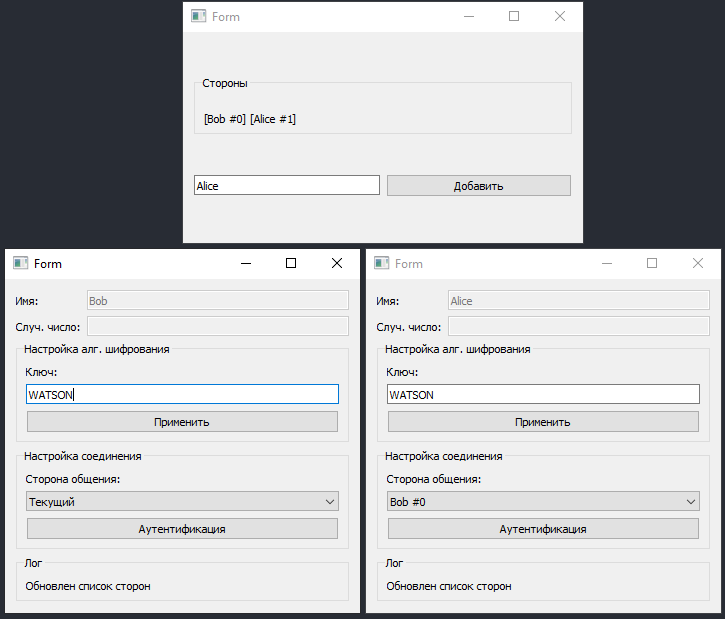 Form
Стороны
[Bob #0] [Alice #1]
Alice
Добавить
Form
Имя:
Bob
Случ. число:
Настройка алг. шифрования
Ключ:
WATSON
Применить
Настройка соединения
Сторона общения:
Текущий
Аутентификация
Лог
Обновлен список сторон
Form
Имя:
Alice
Случ. число:
Настройка алг. шифрования
Ключ:
WATSON
Применить
Настройка соединения
Сторона общения:
Bob #0
Аутентификация
Лог
Обновлен список сторон